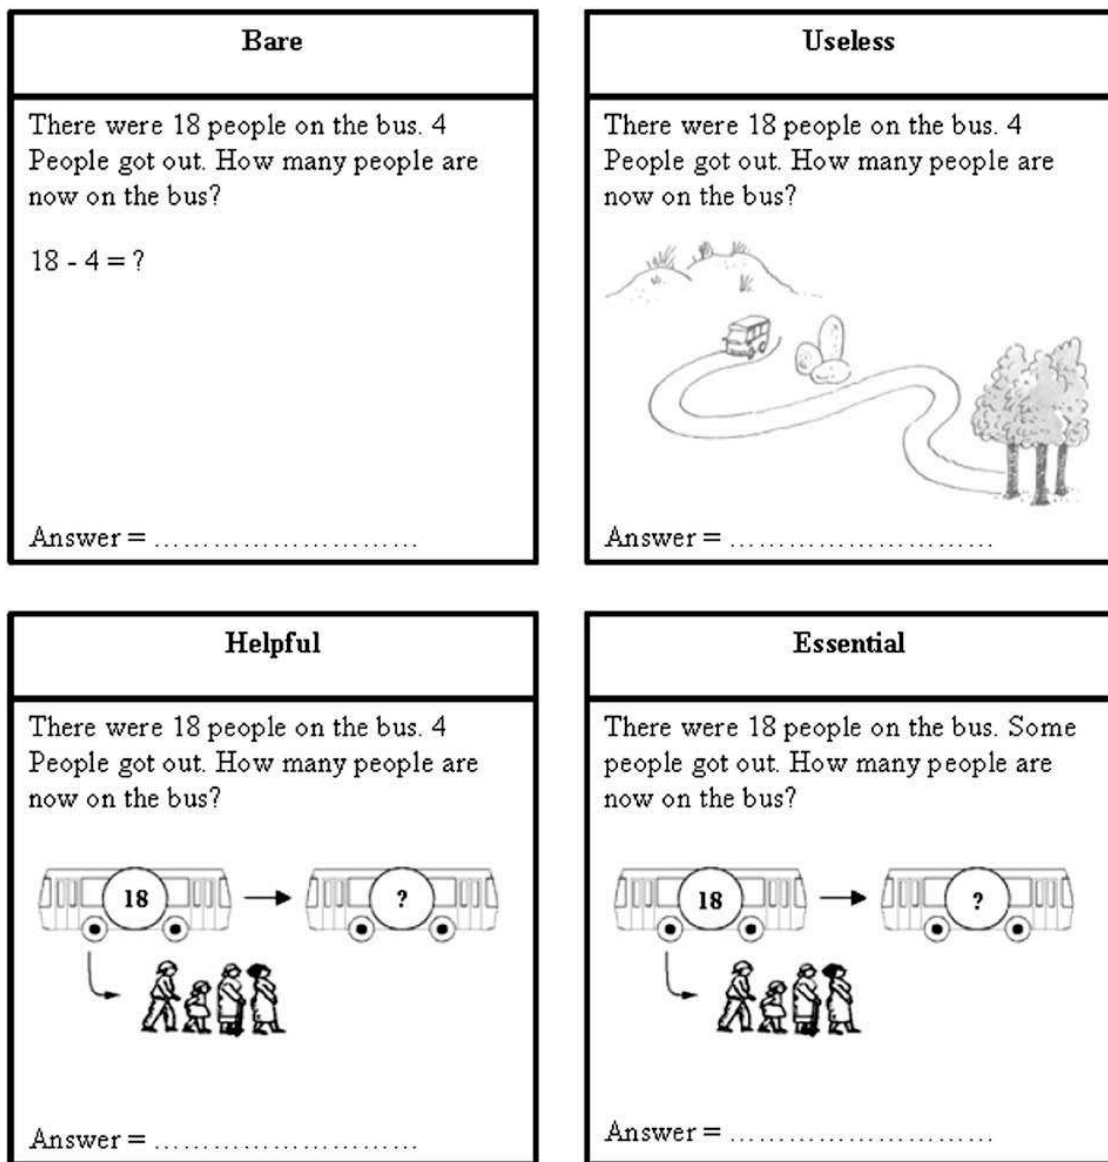 Bare
There were 18 people on the bus. 4
People got out. How many people are
now on the bus?
18 - 4 = ?
Answer = ...........................
Useless
There were 18 people on the bus. 4
People got out. How many people are
now on the bus?
Answer = ...........................
Helpful
There were 18 people on the bus. 4
People got out. How many people are
now on the bus?
18
?
Answer = ...........................
Essential
There were 18 people on the bus. Some
people got out. How many people are
now on the bus?
18
?
Answer = ...........................